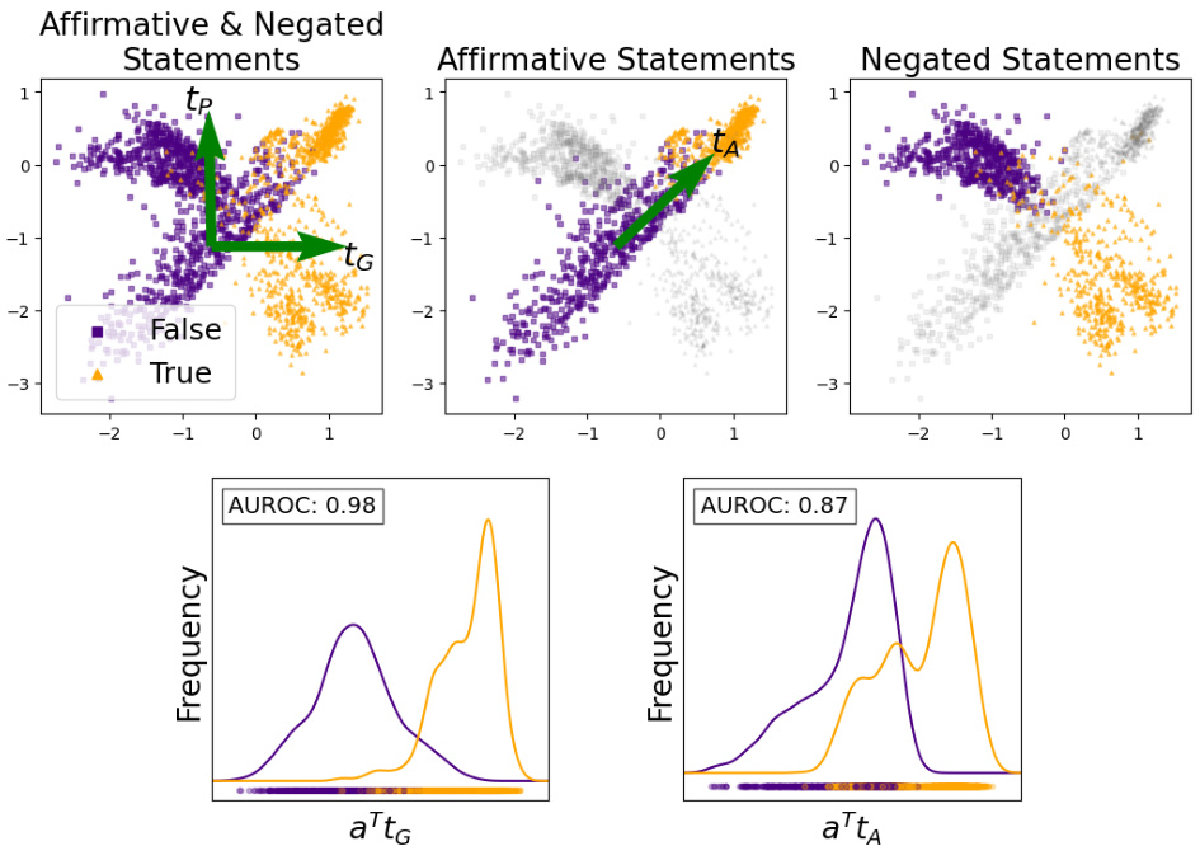 Affirmative & Negated
Statements
Affirmative Statements
Negated Statements
1
0
−1
−2
−3
t_P
t_G
False
True
−2
−1
0
1
1
0
−1
−2
−3
t_A
−2
−1
0
1
1
0
−1
−2
−3
−2
−1
0
1
AUROC: 0.98
Frequency
a^T t_G
AUROC: 0.87
Frequency
a^T t_A